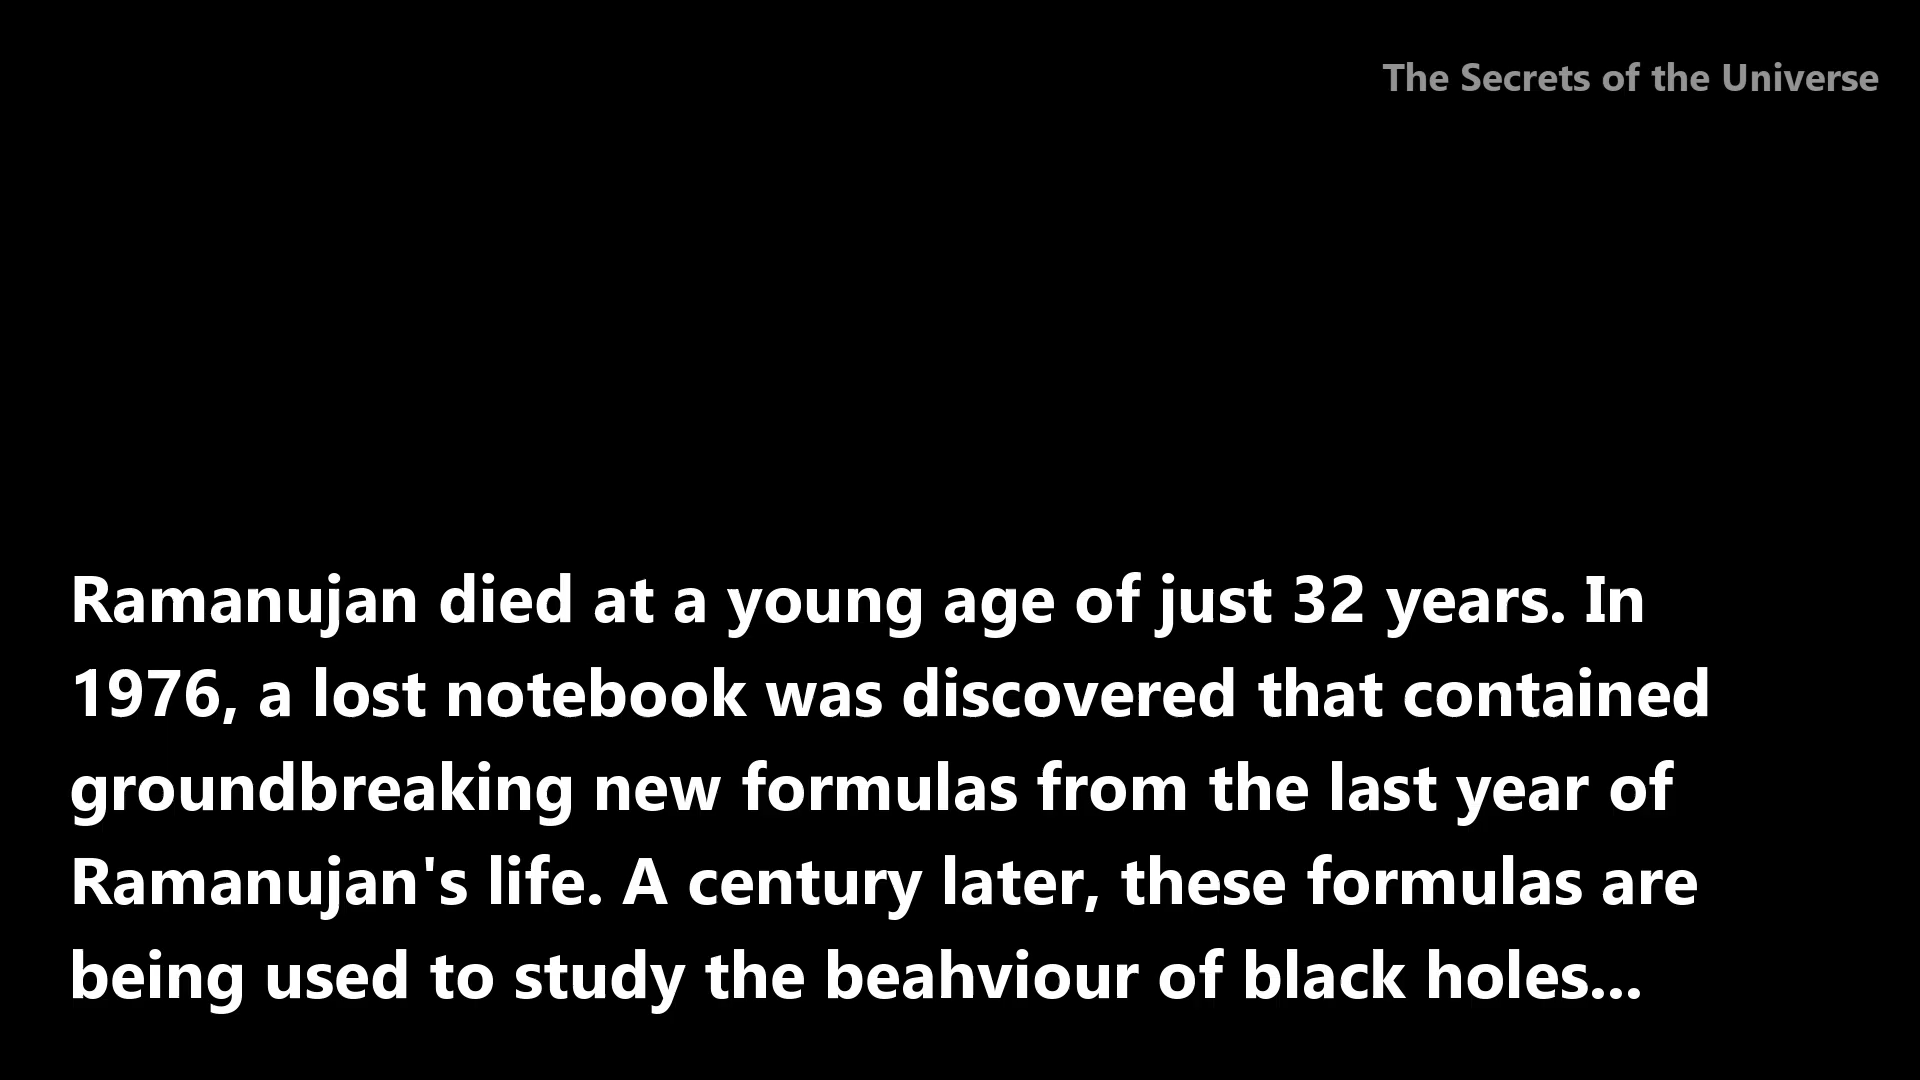 The Secrets of the Universe
Ramanujan died at a young age of just 32 years. In
1976, a lost notebook was discovered that contained
groundbreaking new formulas from the last year of
Ramanujan's life. A century later, these formulas are
being used to study the beahviour of black holes...